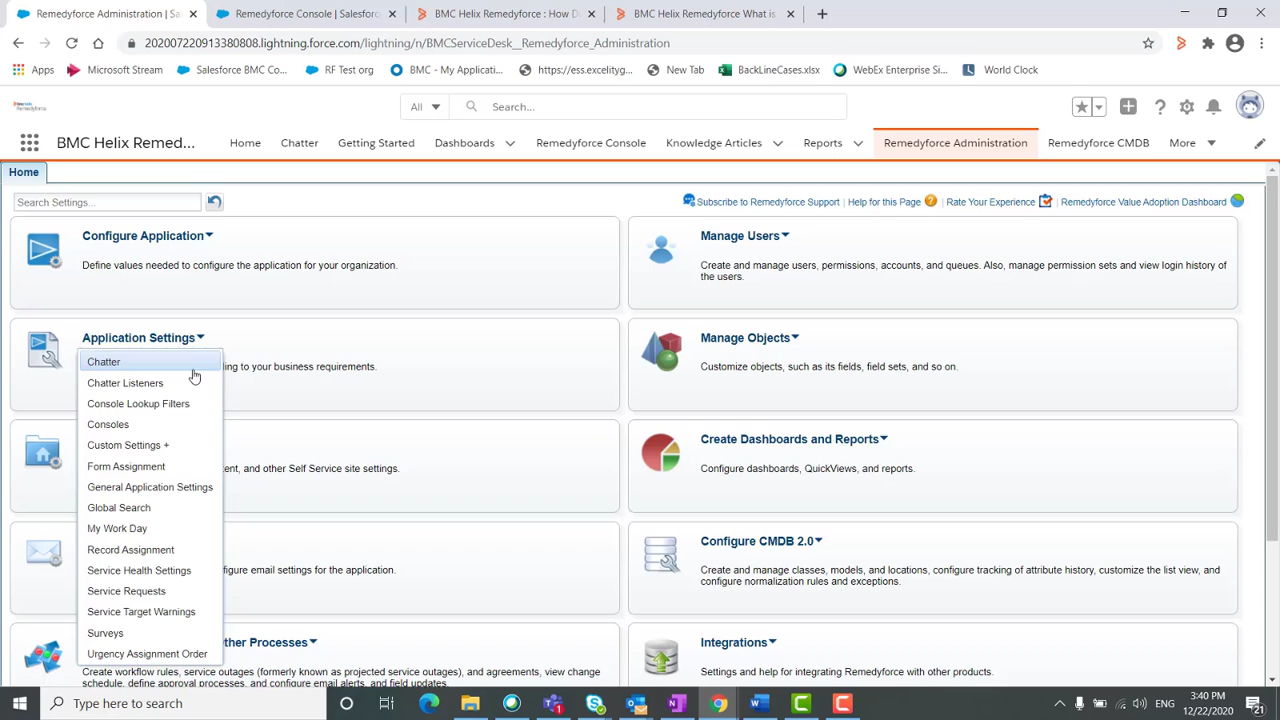 Remedyforce Administration | Sa
Remedyforce Console | Salesforc
BMC Helix Remedyforce : How D
BMC Helix Remedyforce What is
202007220913380808.lightning.force.com/lightning/n/BMCServiceDesk__Remedyforce_Administration
Apps
Microsoft Stream
Salesforce BMC Co...
RF Test org
BMC - My Applicati...
https://ess.excelityg...
New Tab
BackLineCases.xlsx
WebEx Enterprise Si...
World Clock
Remedyforce
All
Search...
BMC Helix Remed...
Home
Chatter
Getting Started
Dashboards
Remedyforce Console
Knowledge Articles
Reports
Remedyforce Administration
Remedyforce CMDB
More
Home
Search Settings...
Subscribe to Remedyforce Support
Help for this Page
Rate Your Experience
Remedyforce Value Adoption Dashboard
Configure Application
Define values needed to configure the application for your organization.
Manage Users
Create and manage users, permissions, accounts, and queues. Also, manage permission sets and view login history of
the users.
Application Settings
ling to your business requirements.
Manage Objects
Customize objects, such as its fields, field sets, and so on.
Chatter
Chatter Listeners
Console Lookup Filters
Consoles
Custom Settings +
Form Assignment
General Application Settings
Global Search
My Work Day
Record Assignment
Service Health Settings
Service Requests
Service Target Warnings
Surveys
Urgency Assignment Order
ent, and other Self Service site settings.
Create Dashboards and Reports
Configure dashboards, QuickViews, and reports.
figure email settings for the application.
Configure CMDB 2.0
Create and manage classes, models, and locations, configure tracking of attribute history, customize the list view, and
configure normalization rules and exceptions.
ther Processes
Create workflow rules, service outages (formerly known as projected service outages), and agreements, view change
schedule, define approval processes, and configure email alerts, and field updates.
Integrations
Settings and help for integrating Remedyforce with other products.
Type here to search
ENG
3:40 PM
12/22/2020
21